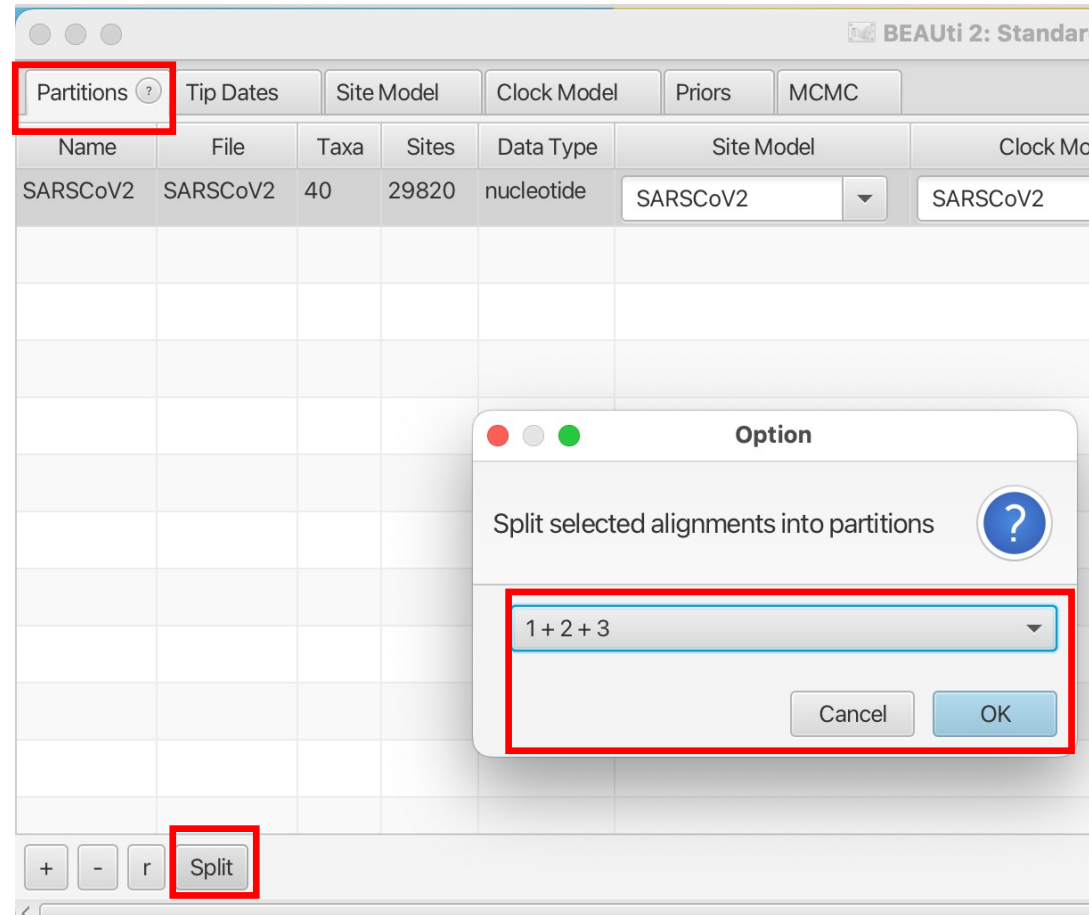 BEAUti 2: Standar
Partitions ? Tip Dates Site Model Clock Model Priors MCMC
Name File Taxa Sites Data Type Site Model Clock Mo
SARSCoV2 SARSCoV2 40 29820 nucleotide SARSCoV2 SARSCoV2
Option
Split selected alignments into partitions ?
1 + 2 + 3
Cancel OK
+ - r Split